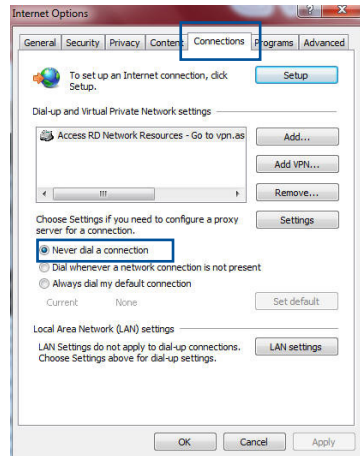 Internet Options
General Security Privacy Content Connections Programs Advanced
To set up an Internet connection, click
Setup.
Setup
Dial-up and Virtual Private Network settings
Access RD Network Resources - Go to vpn.as
Add...
Add VPN...
Remove...
Choose Settings if you need to configure a proxy
server for a connection.
Settings
Never dial a connection
Dial whenever a network connection is not present
Always dial my default connection
Current None
Set default
Local Area Network (LAN) settings
LAN Settings do not apply to dial-up connections.
Choose Settings above for dial-up settings.
LAN settings
OK Cancel Apply